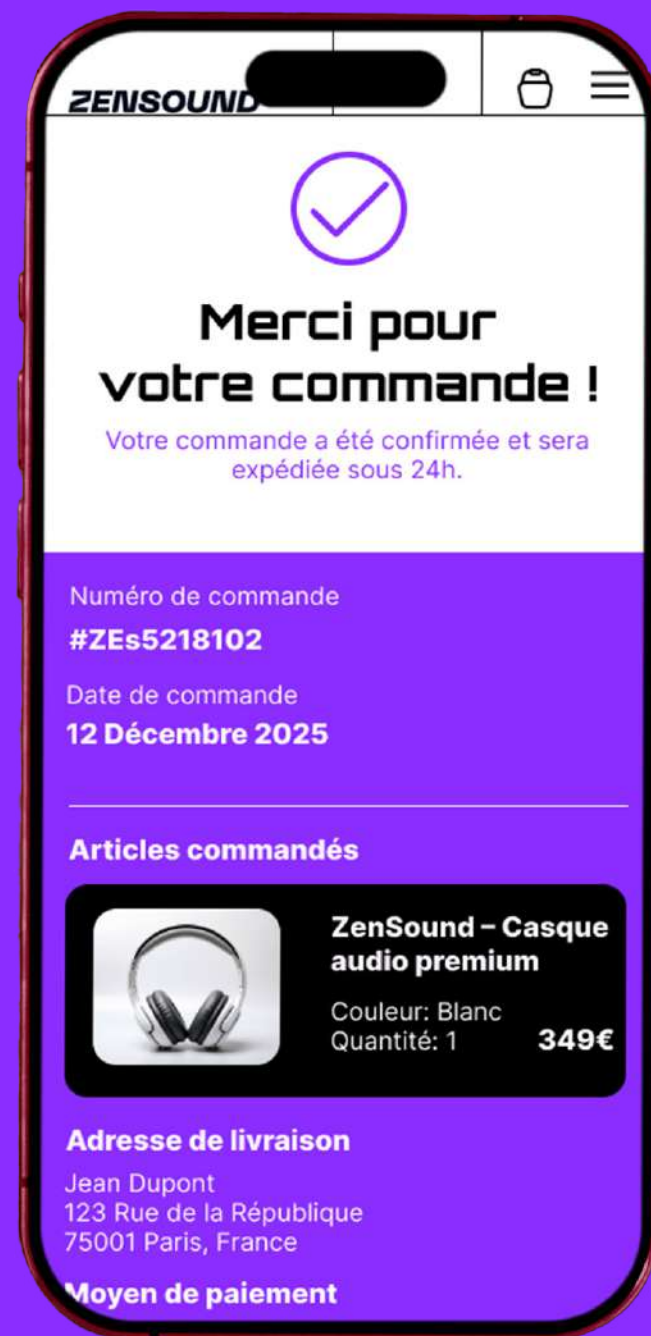 ZENSOUND
Merci pour
votre commande !
Votre commande a été confirmée et sera
expédiée sous 24h.
Numéro de commande
#ZEs5218102
Date de commande
12 Décembre 2025
Articles commandés
ZenSound – Casque
audio premium
Couleur: Blanc
Quantité: 1 349€
Adresse de livraison
Jean Dupont
123 Rue de la République
75001 Paris, France
Moyen de paiement